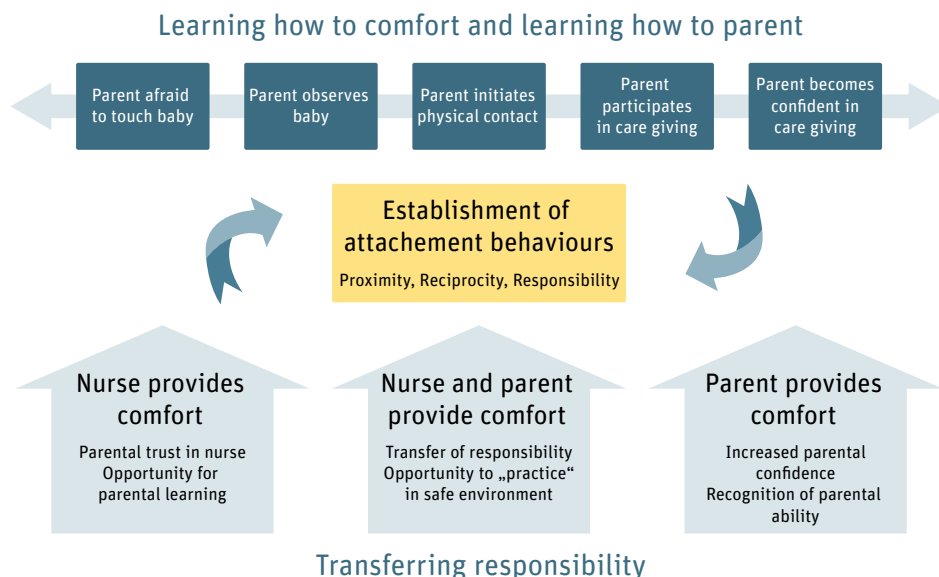 Learning how to comfort and learning how to parent
Parent afraid
to touch baby
Parent observes
baby
Parent initiates
physical contact
Parent
participates
in care giving
Parent becomes
confident in
care giving
Establishment of
attachement behaviours
Proximity, Reciprocity, Responsibility
Nurse provides
comfort
Parental trust in nurse
Opportunity for
parental learning
Nurse and parent
provide comfort
Transfer of responsibility
Opportunity to „practice“
in safe environment
Parent provides
comfort
Increased parental
confidence
Recognition of parental
ability
Transferring responsibility